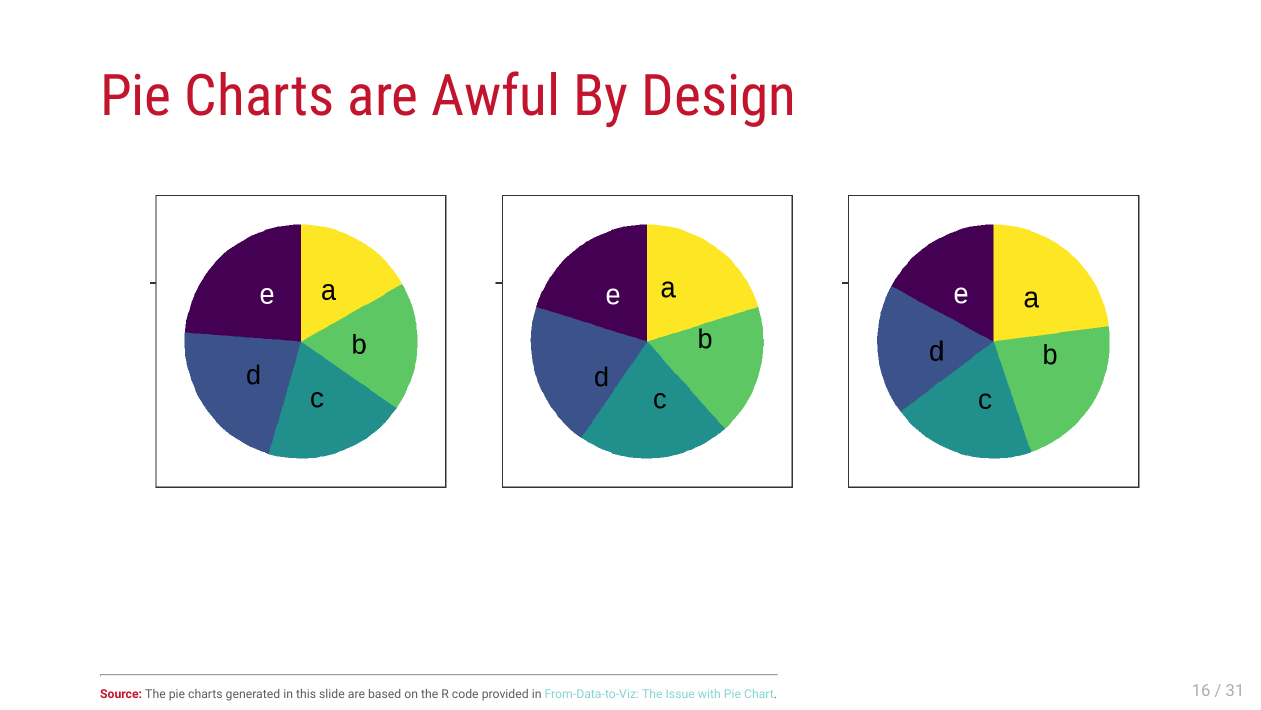 Pie Charts are Awful By Design
e
a
b
c
d
e
a
b
c
d
e
a
b
c
d
Source: The pie charts generated in this slide are based on the R code provided in From-Data-to-Viz: The Issue with Pie Chart.
16 / 31